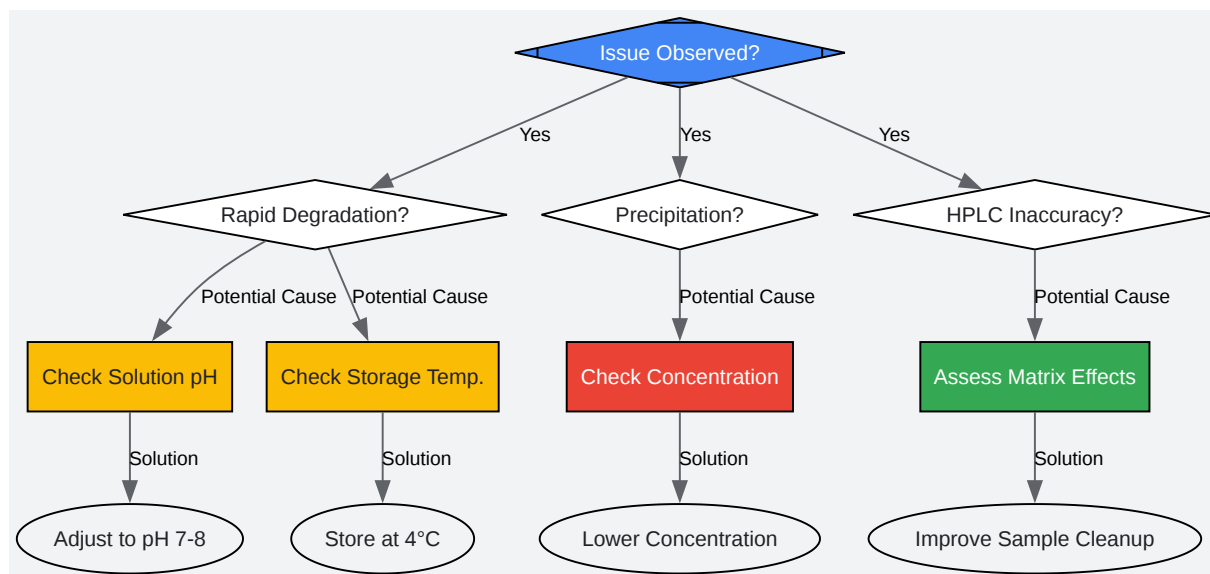 Issue Observed?
Yes
Yes
Yes
Rapid Degradation?
Precipitation?
HPLC Inaccuracy?
Potential Cause
Potential Cause
Potential Cause
Potential Cause
Check Solution pH
Check Storage Temp.
Check Concentration
Assess Matrix Effects
Solution
Solution
Solution
Solution
Adjust to pH 7-8
Store at 4°C
Lower Concentration
Improve Sample Cleanup